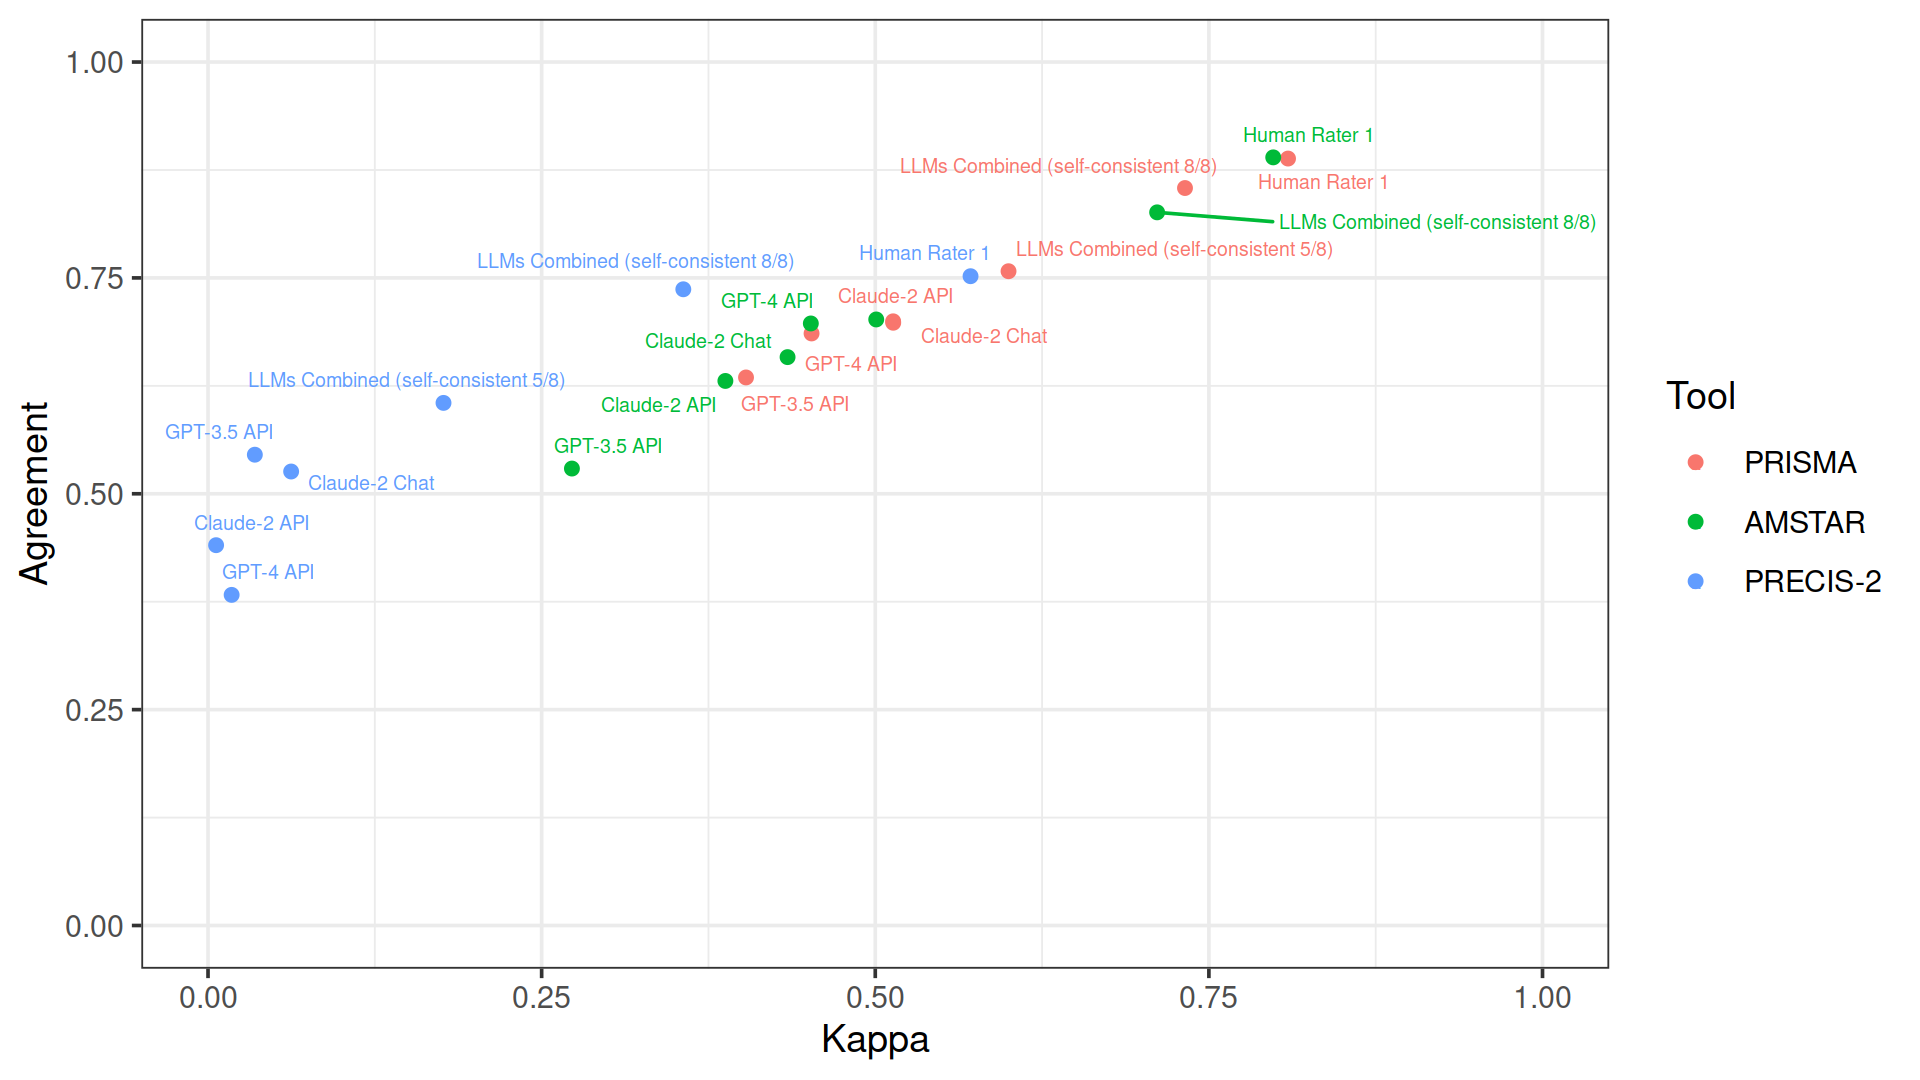 1.00
0.75
0.50
0.25
0.00
Agreement
Human Rater 1
LLMs Combined (self-consistent 8/8)
Human Rater 1
LLMs Combined (self-consistent 8/8)
LLMs Combined (self-consistent 5/8)
Human Rater 1
LLMs Combined (self-consistent 8/8)
Claude-2 API
GPT-4 API
Claude-2 Chat
Claude-2 Chat
GPT-4 API
LLMs Combined (self-consistent 5/8)
Claude-2 API
GPT-3.5 API
GPT-3.5 API
GPT-3.5 API
Claude-2 Chat
Claude-2 API
GPT-4 API
0.00
0.25
0.50
0.75
1.00
Kappa
Tool
PRISMA
AMSTAR
PRECIS-2